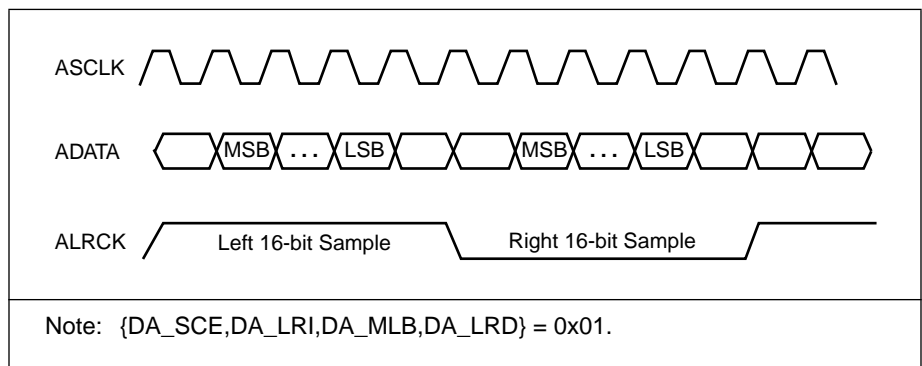 ASCLK
ADATA MSB ... LSB MSB ... LSB
ALRCK Left 16-bit Sample Right 16-bit Sample
Note: {DA_SCE,DA_LRI,DA_MLB,DA_LRD} = 0x01.